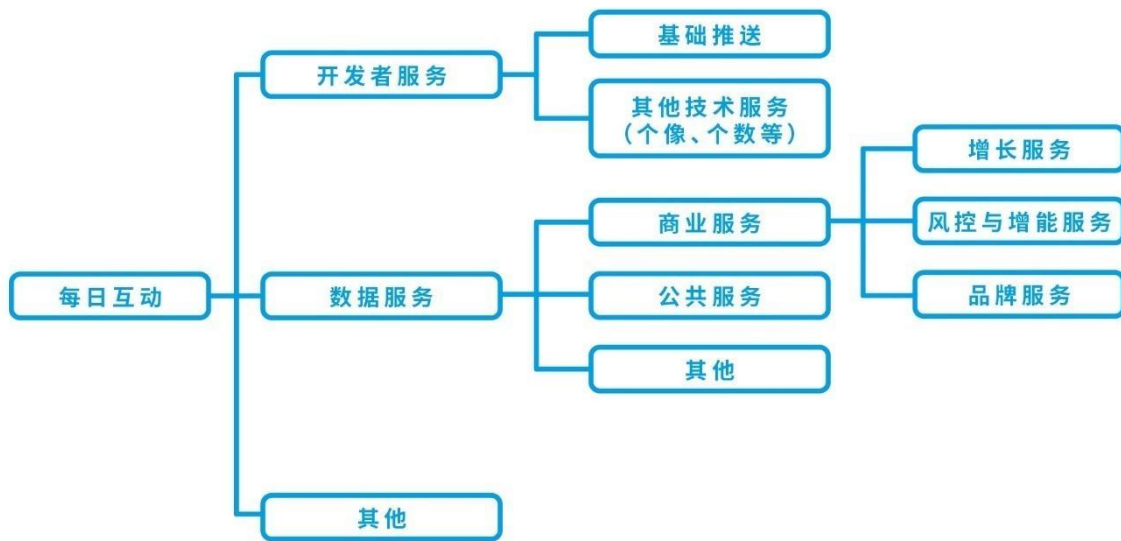 每日互动
开发者服务
基础推送
其他技术服务
（个像、个数等）
数据服务
商业服务
增长服务
风控与增能服务
品牌服务
公共服务
其他
其他